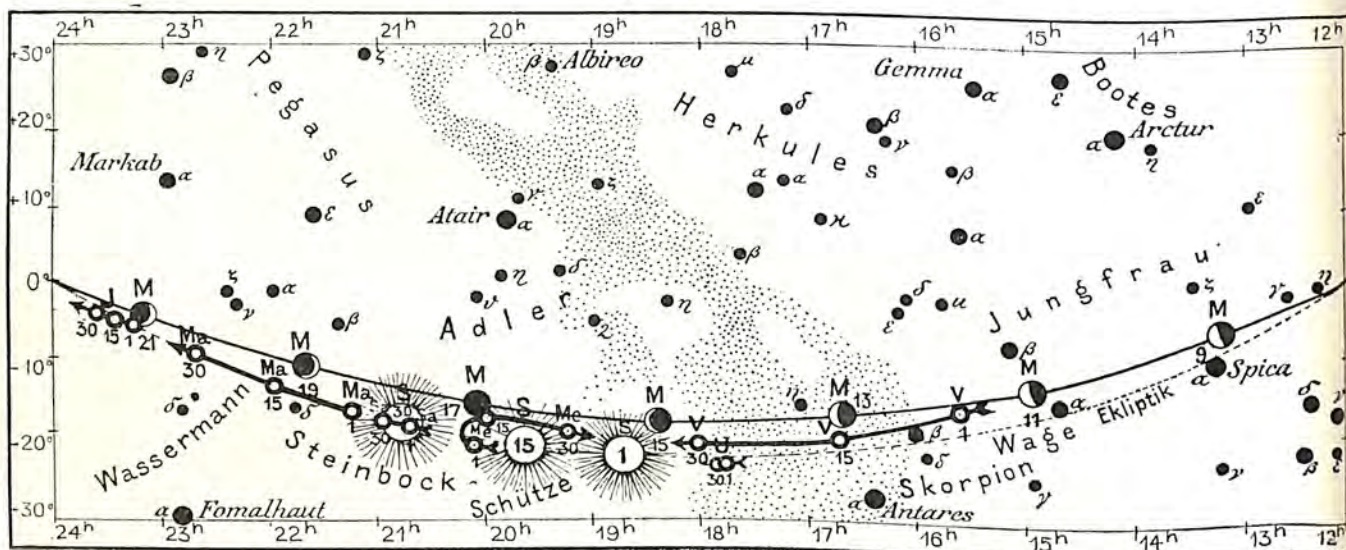 24h 23h 22h 21h 20h 19h 18h 17h 16h 15h 14h 13h 12h
+30°
+20°
+10°
0°
-10°
-20°
-30°
η β Pegasus ζ β Albireo μ Gemma α ε Bootes
Herkules δ β ν α Arctur η
Markab α ε Atair α ν ζ α α ϰ β α ε
ζ ν α β ν η δ η β δ ε μ Jungfrau ζ ν η
Adler
J M
30 15 1 21
Ma Ma Ma
30 15 1
M M M M M M M
19 17 15 13 11 9
S S S
30 15 1
Me Me
1 15 30
V V V
30 15 1
U
30 1
η β α Spica
Ekliptik
Wage
δ δ Wassermann Steinbock Schütze β δ Skorpion ν ν δ β ε
α Fomalhaut α Antares
24h 23h 22h 21h 20h 19h 18h 17h 16h 15h 14h 13h 12h